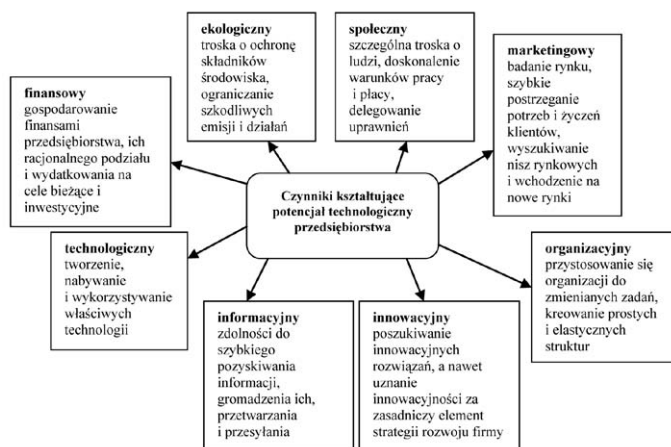 ekologiczny
troska o ochronę
składników
środowiska,
ograniczanie
szkodliwych
emisji i działań
społeczny
szczególna troska o
ludzi, doskonalenie
warunków pracy
i płacy,
delegowanie
uprawnień
marketingowy
badanie rynku,
szybkie
postrzeganie
potrzeb i życzeń
klientów,
wyszukiwanie
nisz rynkowych
i wchodzenie na
nowe rynki
finansowy
gospodarowanie
finansami
przedsiębiorstwa, ich
racjonalnego podziału
i wydatkowania na
cele bieżące i
inwestycyjne
Czynniki kształtujące
potencjał technologiczny
przedsiębiorstwa
technologiczny
tworzenie,
nabywanie
i wykorzystywanie
właściwych
technologii
organizacyjny
przystosowanie się
organizacji do
zmienianych zadań,
kreowanie prostych
i elastycznych
struktur
informacyjny
zdolności do
szybkiego
pozyskiwania
informacji,
gromadzenia ich,
przetwarzania
i przesyłania
innowacyjny
poszukiwanie
innowacyjnych
rozwiązań, a nawet
uznanie
innowacyjności za
zasadniczy element
strategii rozwoju firmy